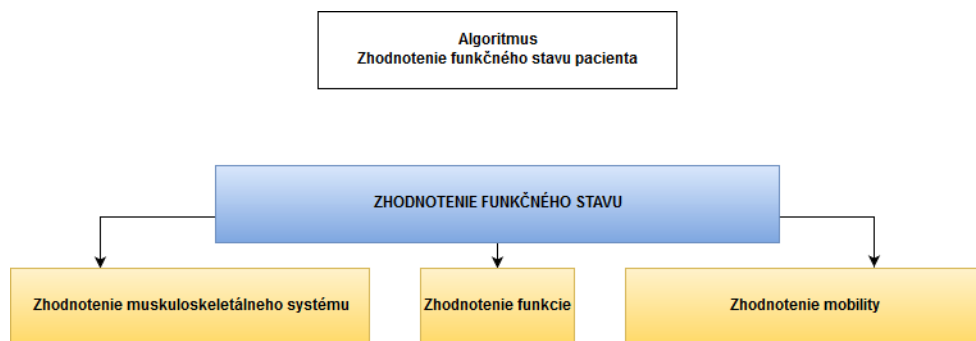 Algoritmus
Zhodnotenie funkčného stavu pacienta
ZHODNOTENIE FUNKČNÉHO STAVU
Zhodnotenie muskuloskeletálneho systému
Zhodnotenie funkcie
Zhodnotenie mobility